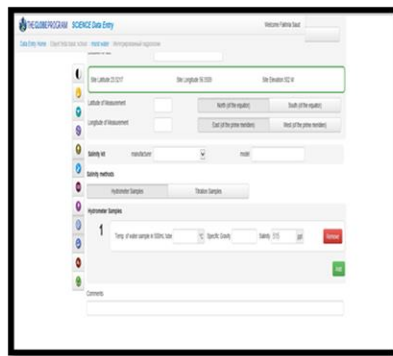 THE GLOBE PROGRAM SCIENCE Data Entry
Welcome Fatimla Saud
Data Entry Home
Site Latitude 23.5217 Site Longitude 58.5009 Site Elevation 302 M
Latitude of Measurement North (of the equator) South (of the equator)
Longitude of Measurement East (of the prime meridian) West (of the prime meridian)
Salinity kit manufacturer model
Salinity methods
Hydrometer Samples Titration Samples
Hydrometer Samples
1 Temp. of water sample in 500mL tube °C Specific Gravity Salinity ppt Remove
Add
Comments